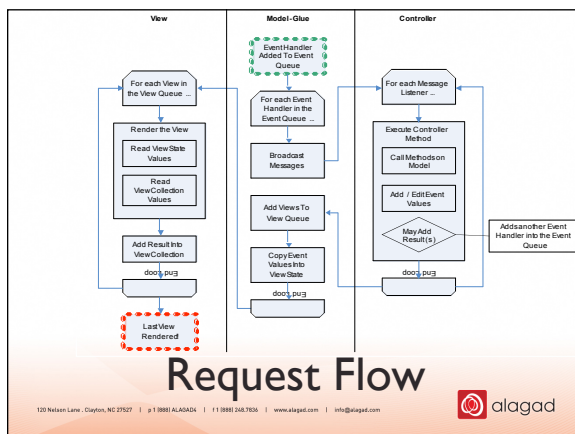 View
Model-Glue
Controller
Event Handler
Added To Event
Queue
For each View in
the View Queue ...
For each Event
Handler in the
Event Queue ...
For each Message
Listener ...
Render the View
Read ViewState
Values
Read
ViewCollection
Values
Broadcast
Messages
Execute Controller
Method
Call Methods on
Model
Add / Edit Event
Values
May Add
Result(s)
Adds another Event
Handler into the Event
Queue
Add Views To
View Queue
Add Result Into
ViewCollection
Copy Event
Values Into
ViewState
End Loop
End Loop
End Loop
Last View
Rendered!
Request Flow
120 Nelson Lane . Clayton, NC 27527 | p 1 (888) ALAGAD4 | f 1 (888) 248.7836 | www.alagad.com | info@alagad.com
alagad